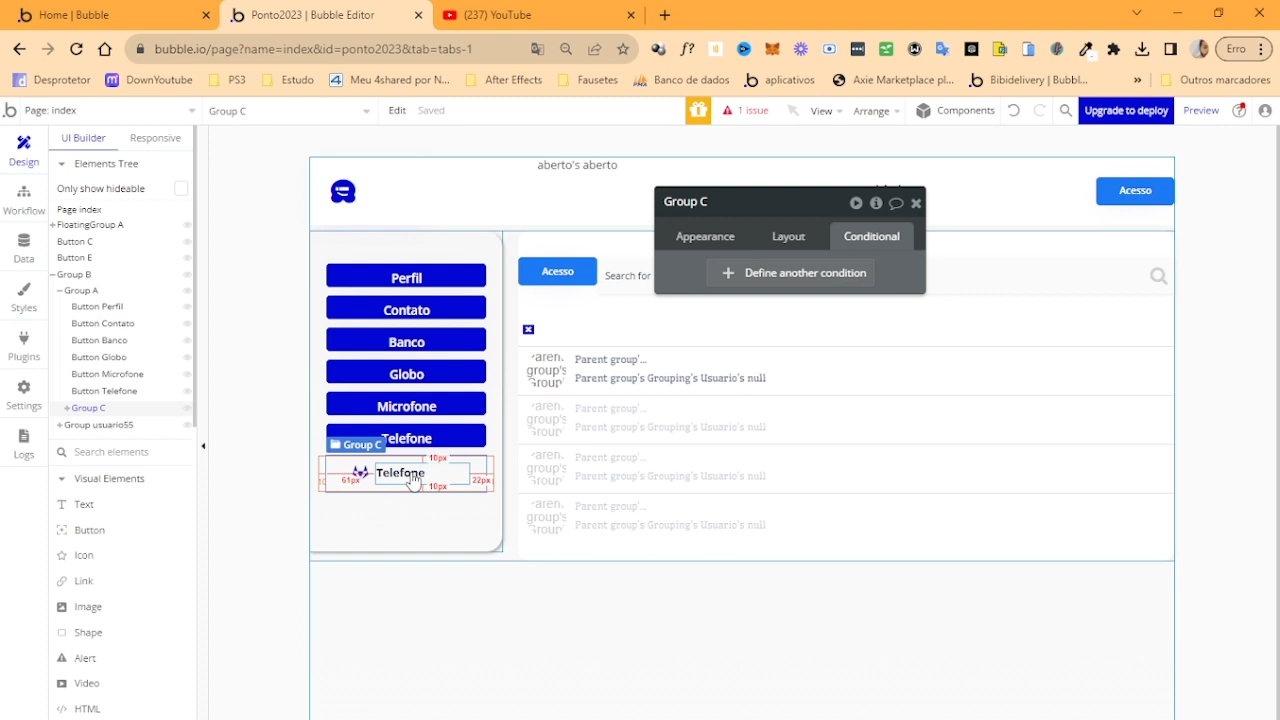 Home | Bubble
Ponto2023 | Bubble Editor
(237) YouTube
bubble.io/page?name=index&id=ponto2023&tab=tabs-1
Erro
Desprotetor
DownYoutube
PS3
Estudo
Meu 4shared por N...
After Effects
Fausetes
Banco de dados
aplicativos
Axie Marketplace pl...
Bibidelivery | Bubbl...
Outros marcadores
Page: index
Group C
Edit
Saved
1 issue
View
Arrange
Components
Upgrade to deploy
Preview
Design
Workflow
Data
Styles
Plugins
Settings
Logs
UI Builder
Responsive
Elements Tree
Only show hideable
Page index
FloatingGroup A
Button C
Button E
Group B
Group A
Button Perfil
Button Contato
Button Banco
Button Globo
Button Microfone
Button Telefone
Group C
Group usuario55
Search elements
Visual Elements
Text
Button
Icon
Link
Image
Shape
Alert
Video
HTML
aberto's aberto
Acesso
Perfil
Contato
Banco
Globo
Microfone
Telefone
Group C
Telefone
10px
61px
22px
10px
Acesso
Search for
Group C
Appearance
Layout
Conditional
Define another condition
Parent group'...
Parent group's Grouping's Usuario's null
Parent group'...
Parent group's Grouping's Usuario's null
Parent group'...
Parent group's Grouping's Usuario's null
Parent group'...
Parent group's Grouping's Usuario's null